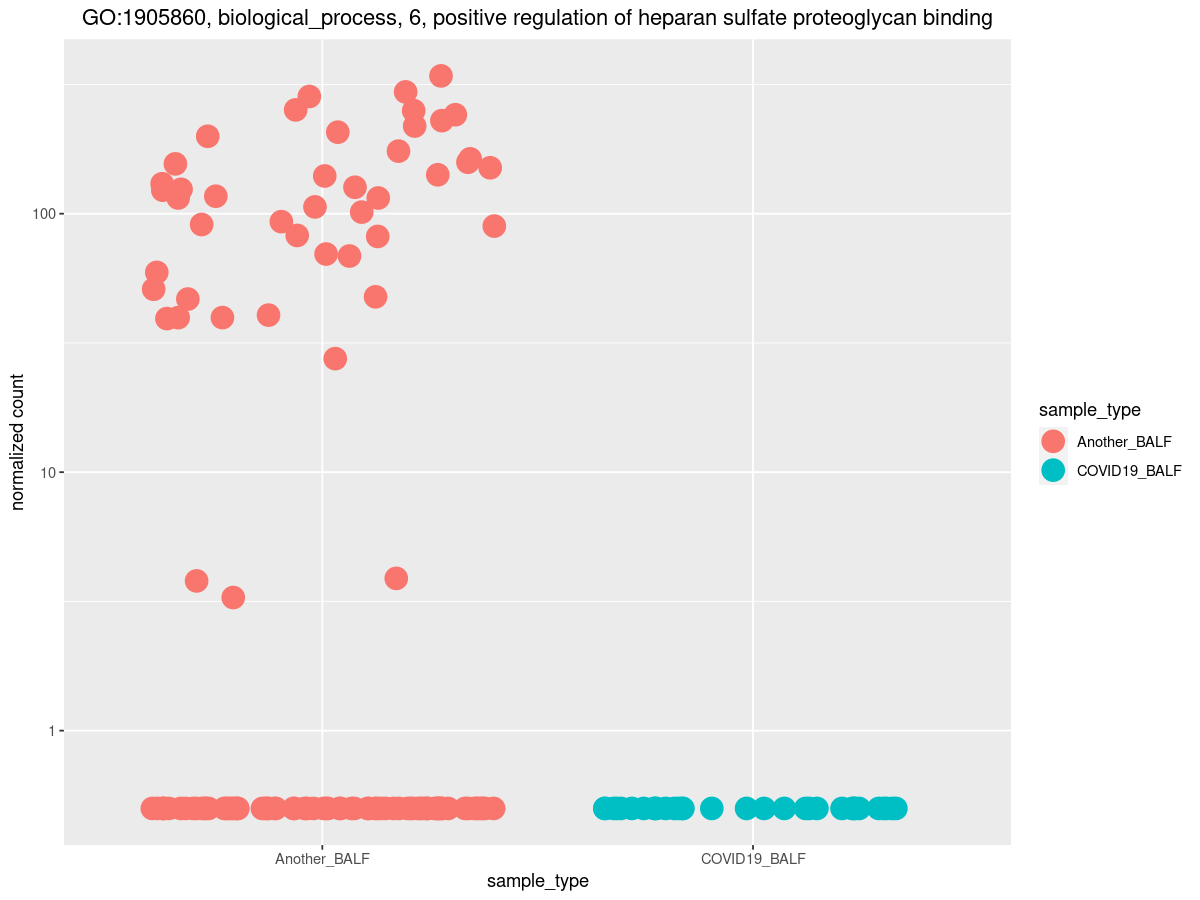 GO:1905860, biological_process, 6, positive regulation of heparan sulfate proteoglycan binding
normalized count
100
10
1
Another_BALF
COVID19_BALF
sample_type
sample_type
Another_BALF
COVID19_BALF